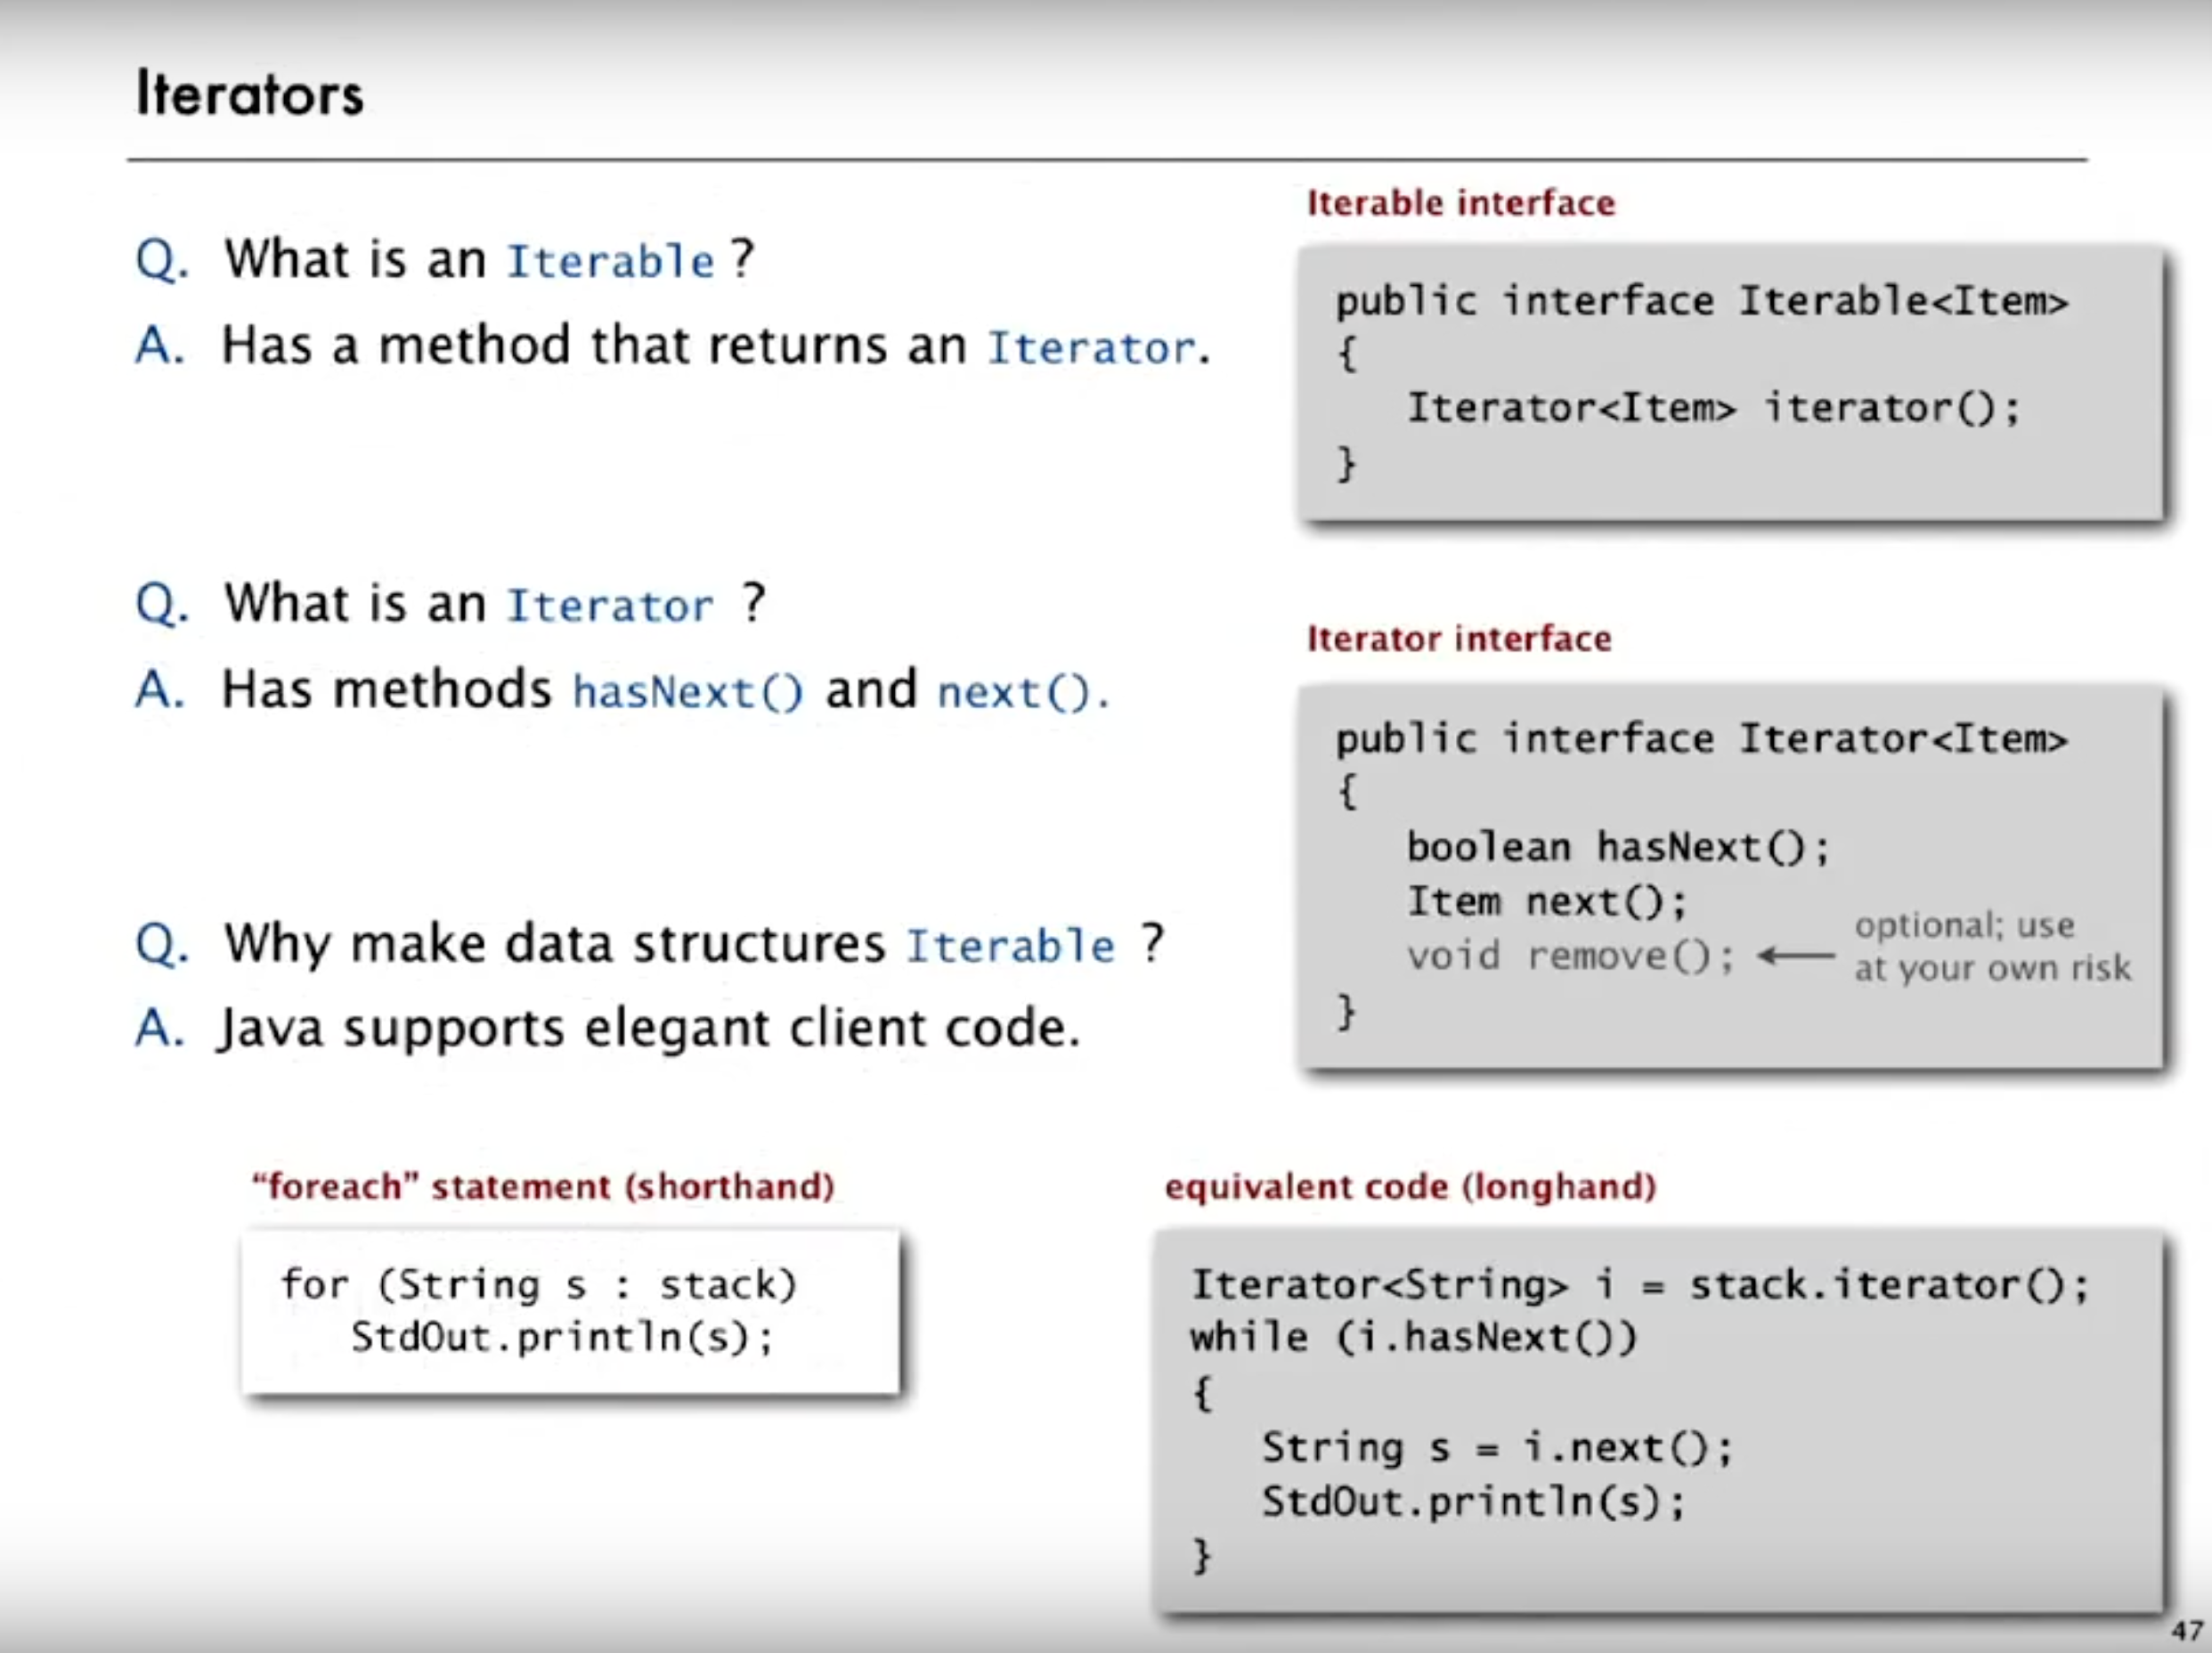 Iterators
Q. What is an Iterable ?
A. Has a method that returns an Iterator.
Iterable interface
public interface Iterable<Item>
{
Iterator<Item> iterator();
}
Q. What is an Iterator ?
A. Has methods hasNext() and next().
Iterator interface
public interface Iterator<Item>
{
boolean hasNext();
Item next();
void remove();
optional; use
at your own risk
}
Q. Why make data structures Iterable ?
A. Java supports elegant client code.
“foreach” statement (shorthand)
for (String s : stack)
StdOut.println(s);
equivalent code (longhand)
Iterator<String> i = stack.iterator();
while (i.hasNext())
{
String s = i.next();
StdOut.println(s);
}
47